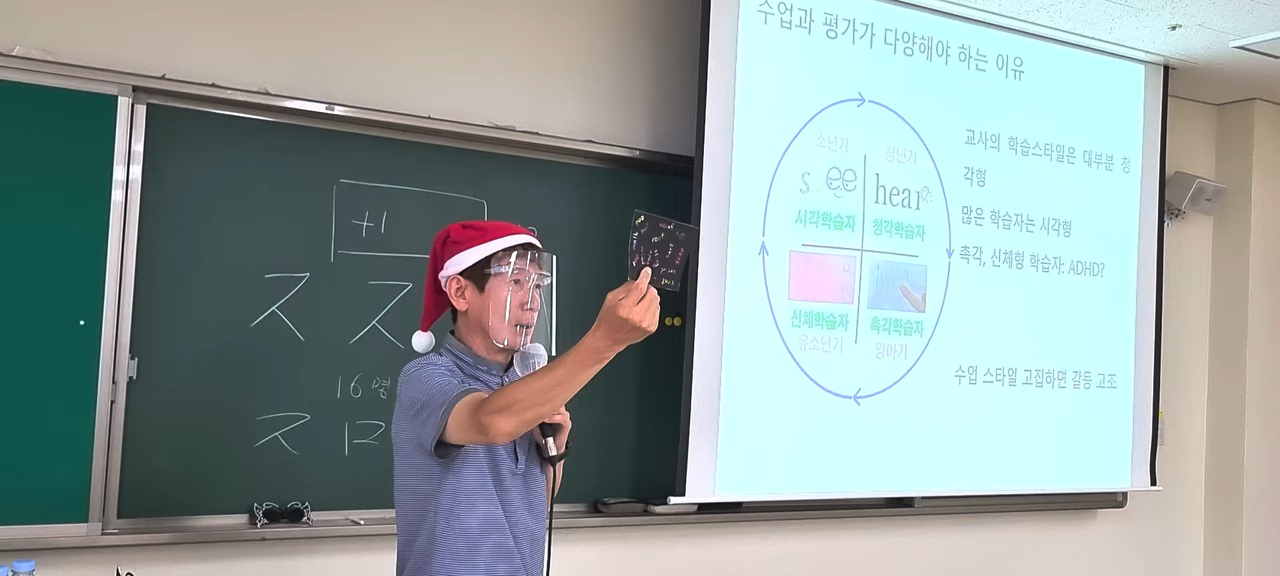 수업과 평가가 다양해야 하는 이유
소년기
청년기
see
hear
시각학습자
청각학습자
신체학습자
촉각학습자
유소년기
영아기
교사의 학습스타일은 대부분 청
각형
많은 학습자는 시각형
촉각, 신체형 학습자: ADHD?
수업 스타일 고집하면 갈등 고조
+1
ス ス
16명
ス 12